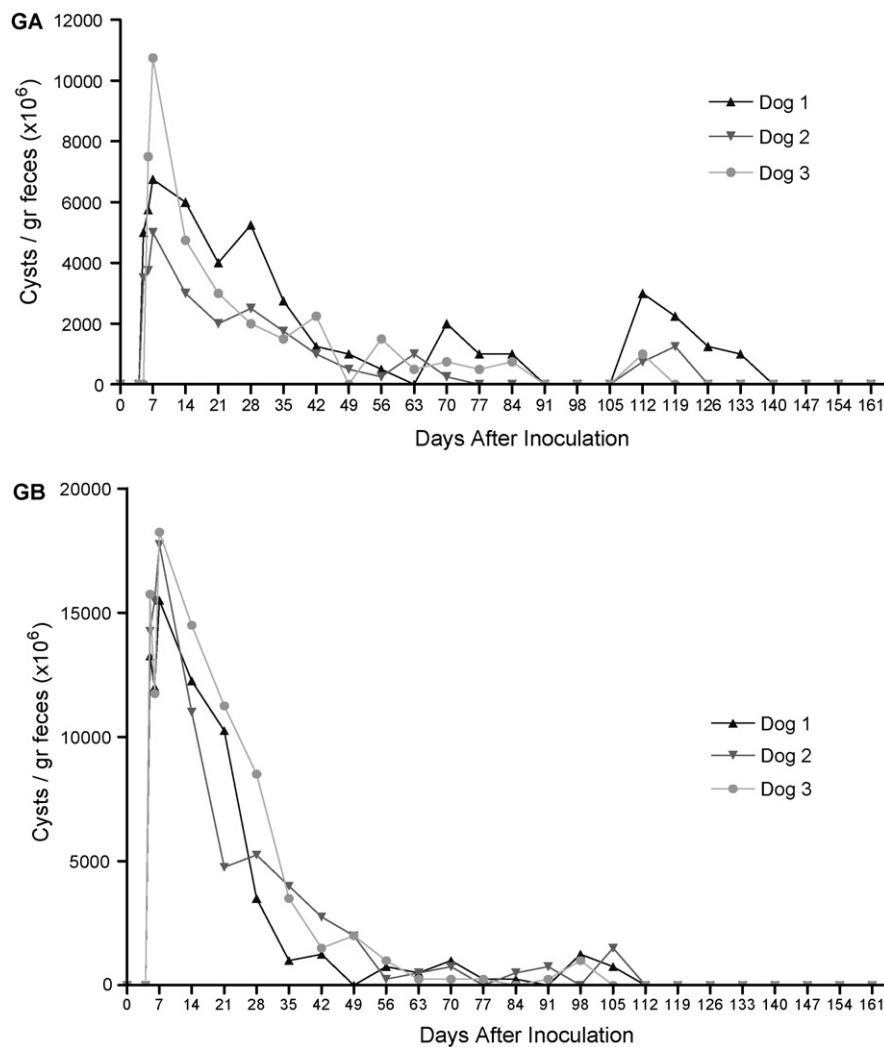 GA
12000
10000
8000
6000
4000
2000
0
Cysts / gr feces (x10⁶)
Dog 1
Dog 2
Dog 3
0 7 14 21 28 35 42 49 56 63 70 77 84 91 98 105 112 119 126 133 140 147 154 161
Days After Inoculation
GB
20000
15000
10000
5000
0
Cysts / gr feces (x10⁶)
Dog 1
Dog 2
Dog 3
0 7 14 21 28 35 42 49 56 63 70 77 84 91 98 105 112 119 126 133 140 147 154 161
Days After Inoculation